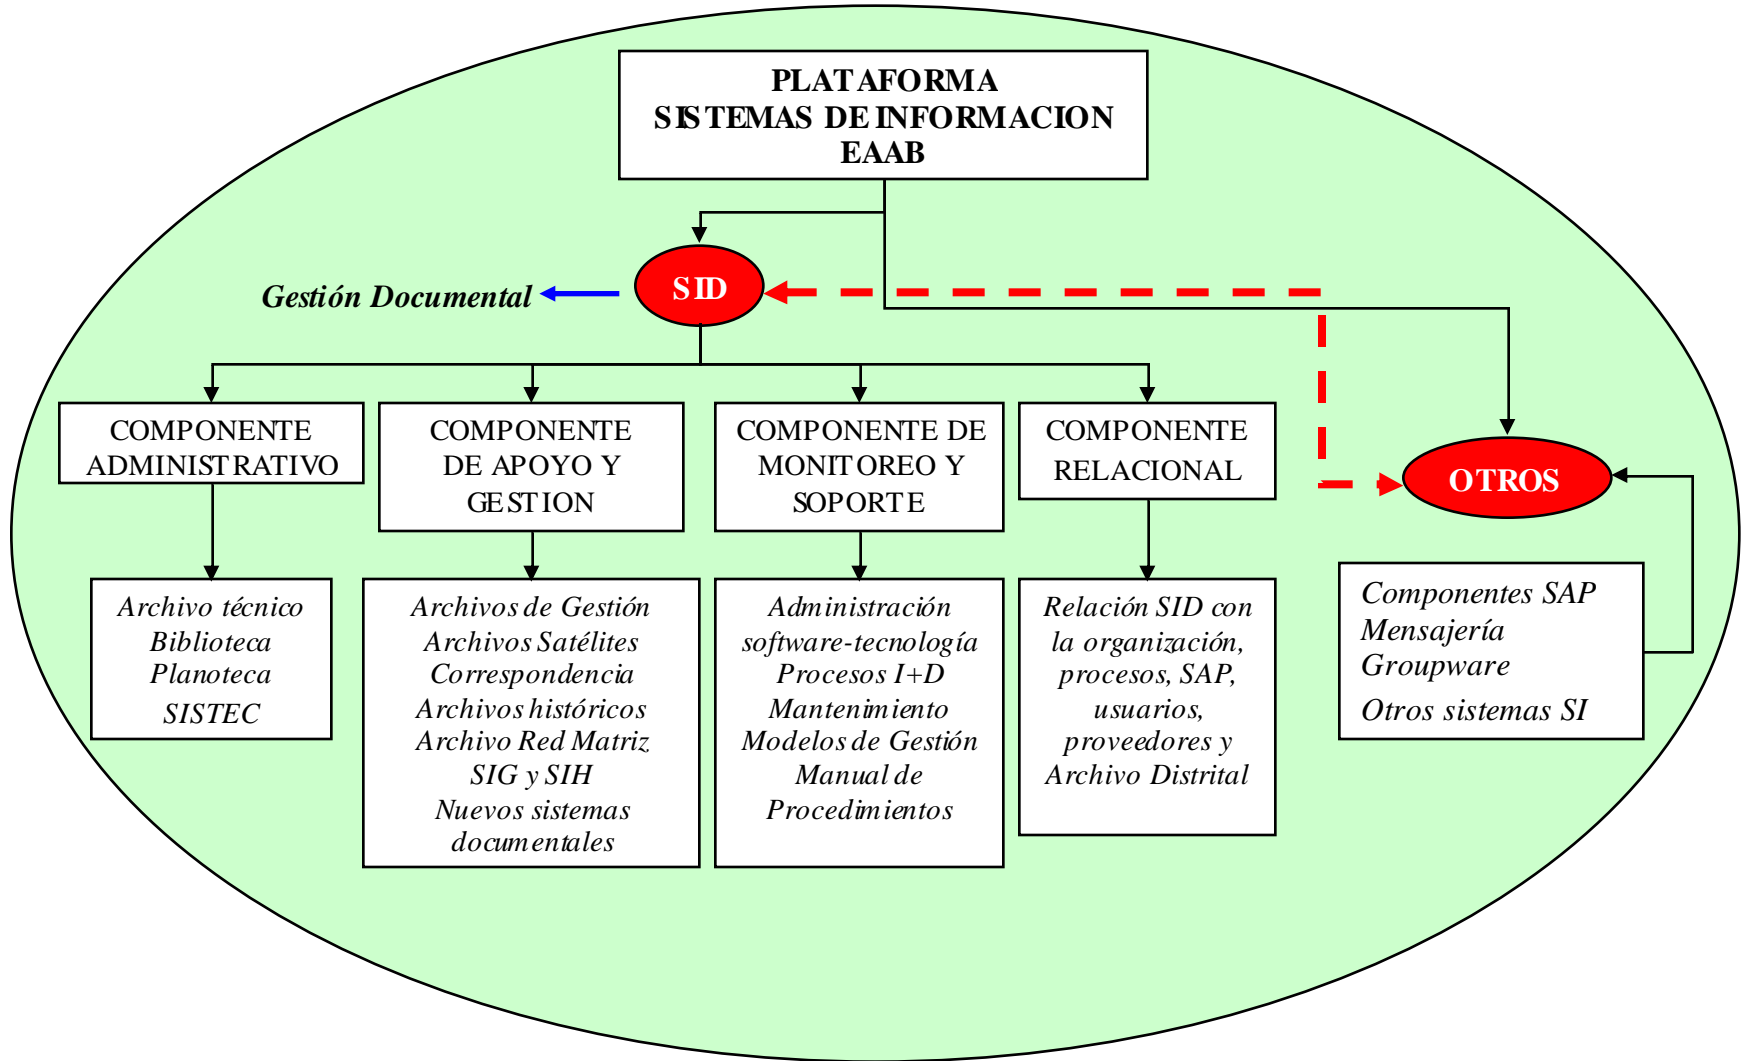 PLATAFORMA
SISTEMAS DE INFORMACION
EAAB
SID
Gestión Documental
COMPONENTE
ADMINISTRATIVO
COMPONENTE
DE APOYO Y
GESTION
COMPONENTE DE
MONITOREO Y
SOPORTE
COMPONENTE
RELACIONAL
OTROS
Archivo técnico
Biblioteca
Planoteca
SISTEC
Archivos de Gestión
Archivos Satélites
Correspondencia
Archivos históricos
Archivo Red Matriz
SIG y SIH
Nuevos sistemas
documentales
Administración
software-tecnología
Procesos I+D
Mantenimiento
Modelos de Gestión
Manual de
Procedimientos
Relación SID con
la organización,
procesos, SAP,
usuarios,
proveedores y
Archivo Distrital
Componentes SAP
Mensajería
Groupware
Otros sistemas SI